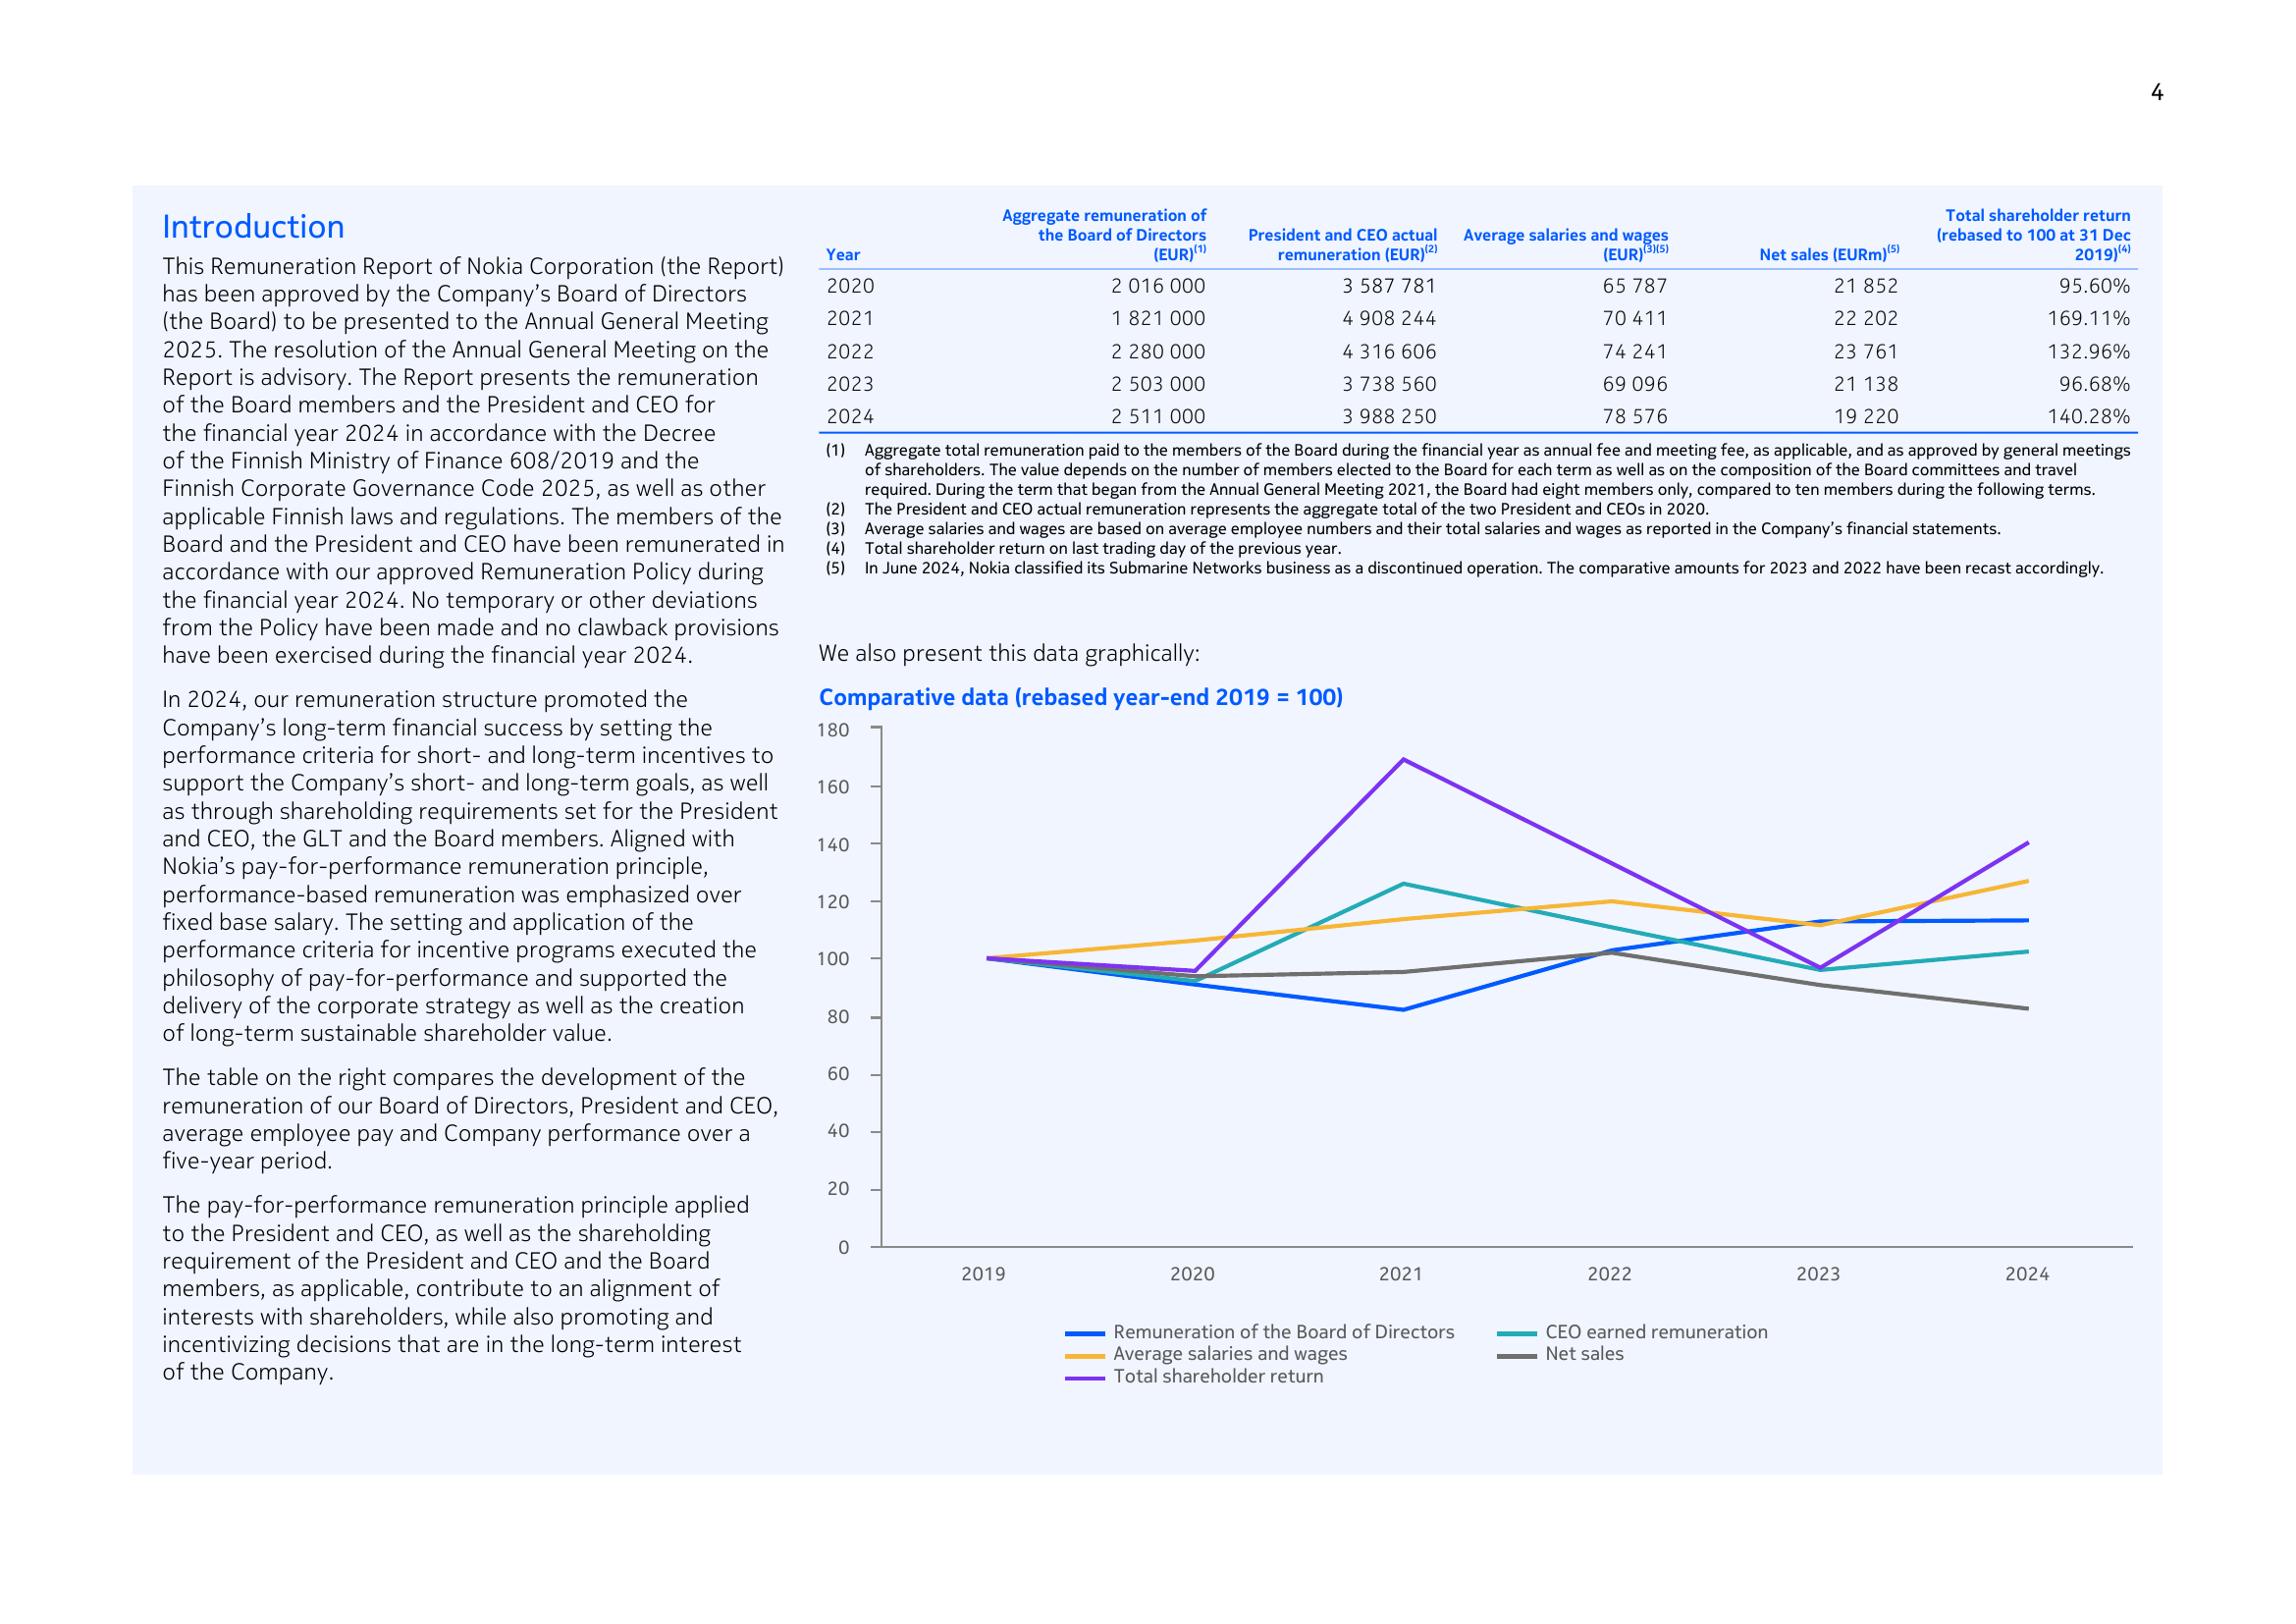 4
Introduction
This Remuneration Report of Nokia Corporation (the Report)
has been approved by the Company’s Board of Directors
(the Board) to be presented to the Annual General Meeting
2025. The resolution of the Annual General Meeting on the
Report is advisory. The Report presents the remuneration
of the Board members and the President and CEO for
the financial year 2024 in accordance with the Decree
of the Finnish Ministry of Finance 608/2019 and the
Finnish Corporate Governance Code 2025, as well as other
applicable Finnish laws and regulations. The members of the
Board and the President and CEO have been remunerated in
accordance with our approved Remuneration Policy during
the financial year 2024. No temporary or other deviations
from the Policy have been made and no clawback provisions
have been exercised during the financial year 2024.
In 2024, our remuneration structure promoted the
Company’s long-term financial success by setting the
performance criteria for short- and long-term incentives to
support the Company’s short- and long-term goals, as well
as through shareholding requirements set for the President
and CEO, the GLT and the Board members. Aligned with
Nokia’s pay-for-performance remuneration principle,
performance-based remuneration was emphasized over
fixed base salary. The setting and application of the
performance criteria for incentive programs executed the
philosophy of pay-for-performance and supported the
delivery of the corporate strategy as well as the creation
of long-term sustainable shareholder value.
The table on the right compares the development of the
remuneration of our Board of Directors, President and CEO,
average employee pay and Company performance over a
five-year period.
The pay-for-performance remuneration principle applied
to the President and CEO, as well as the shareholding
requirement of the President and CEO and the Board
members, as applicable, contribute to an alignment of
interests with shareholders, while also promoting and
incentivizing decisions that are in the long-term interest
of the Company.
Year Aggregate remuneration of the Board of Directors (EUR)(1) President and CEO actual remuneration (EUR)(2) Average salaries and wages (EUR)(3)(5) Net sales (EURm)(5) Total shareholder return (rebased to 100 at 31 Dec 2019)(4)
2020 2 016 000 3 587 781 65 787 21 852 95.60%
2021 1 821 000 4 908 244 70 411 22 202 169.11%
2022 2 280 000 4 316 606 74 241 23 761 132.96%
2023 2 503 000 3 738 560 69 096 21 138 96.68%
2024 2 511 000 3 988 250 78 576 19 220 140.28%
(1) Aggregate total remuneration paid to the members of the Board during the financial year as annual fee and meeting fee, as applicable, and as approved by general meetings
of shareholders. The value depends on the number of members elected to the Board for each term as well as on the composition of the Board committees and travel
required. During the term that began from the Annual General Meeting 2021, the Board had eight members only, compared to ten members during the following terms.
(2) The President and CEO actual remuneration represents the aggregate total of the two President and CEOs in 2020.
(3) Average salaries and wages are based on average employee numbers and their total salaries and wages as reported in the Company’s financial statements.
(4) Total shareholder return on last trading day of the previous year.
(5) In June 2024, Nokia classified its Submarine Networks business as a discontinued operation. The comparative amounts for 2023 and 2022 have been recast accordingly.
We also present this data graphically:
Comparative data (rebased year-end 2019 = 100)
180
160
140
120
100
80
60
40
20
0
2019 2020 2021 2022 2023 2024
Remuneration of the Board of Directors CEO earned remuneration
Average salaries and wages Net sales
Total shareholder return